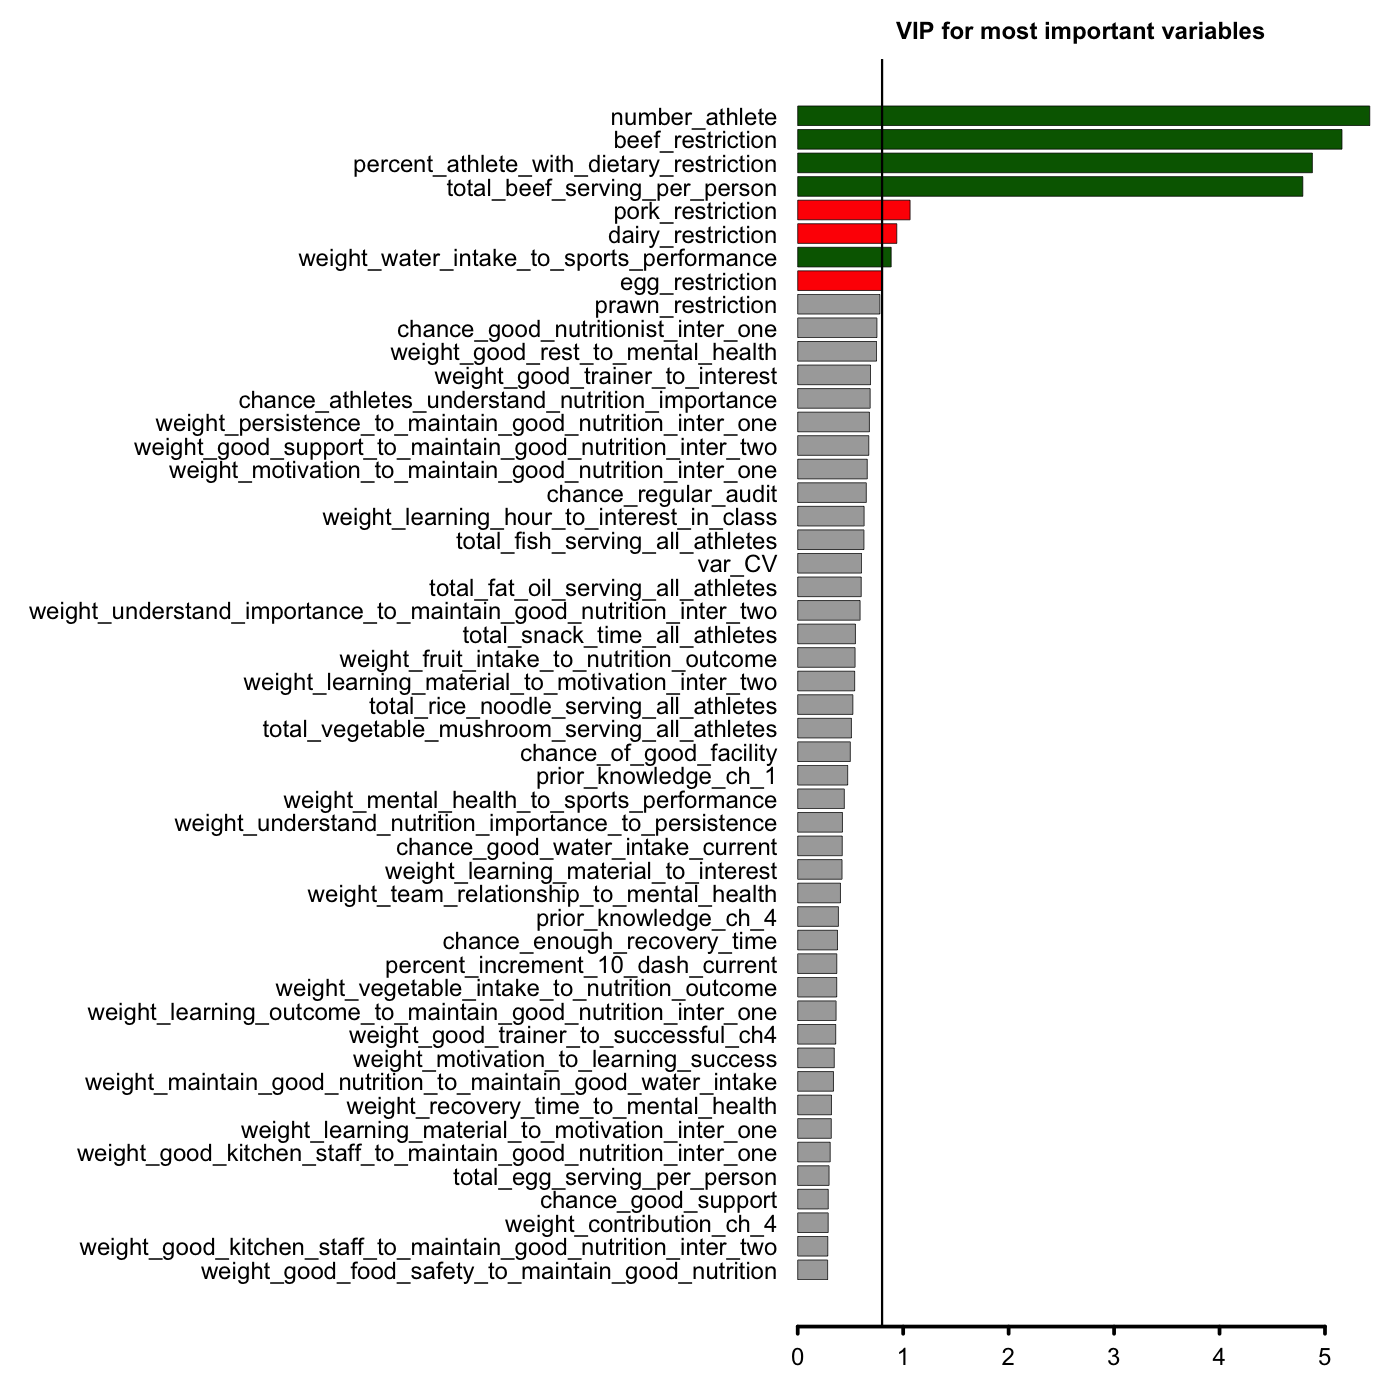 VIP for most important variables
number_athlete
beef_restriction
percent_athlete_with_dietary_restriction
total_beef_serving_per_person
pork_restriction
dairy_restriction
weight_water_intake_to_sports_performance
egg_restriction
prawn_restriction
chance_good_nutritionist_inter_one
weight_good_rest_to_mental_health
weight_good_trainer_to_interest
chance_athletes_understand_nutrition_importance
weight_persistence_to_maintain_good_nutrition_inter_one
weight_good_support_to_maintain_good_nutrition_inter_two
weight_motivation_to_maintain_good_nutrition_inter_one
chance_regular_audit
weight_learning_hour_to_interest_in_class
total_fish_serving_all_athletes
var_CV
total_fat_oil_serving_all_athletes
weight_understand_importance_to_maintain_good_nutrition_inter_two
total_snack_time_all_athletes
weight_fruit_intake_to_nutrition_outcome
weight_learning_material_to_motivation_inter_two
total_rice_noodle_serving_all_athletes
total_vegetable_mushroom_serving_all_athletes
chance_of_good_facility
prior_knowledge_ch_1
weight_mental_health_to_sports_performance
weight_understand_nutrition_importance_to_persistence
chance_good_water_intake_current
weight_learning_material_to_interest
weight_team_relationship_to_mental_health
prior_knowledge_ch_4
chance_enough_recovery_time
percent_increment_10_dash_current
weight_vegetable_intake_to_nutrition_outcome
weight_learning_outcome_to_maintain_good_nutrition_inter_one
weight_good_trainer_to_successful_ch4
weight_motivation_to_learning_success
weight_maintain_good_nutrition_to_maintain_good_water_intake
weight_recovery_time_to_mental_health
weight_learning_material_to_motivation_inter_one
weight_good_kitchen_staff_to_maintain_good_nutrition_inter_one
total_egg_serving_per_person
chance_good_support
weight_contribution_ch_4
weight_good_kitchen_staff_to_maintain_good_nutrition_inter_two
weight_good_food_safety_to_maintain_good_nutrition
0 1 2 3 4 5